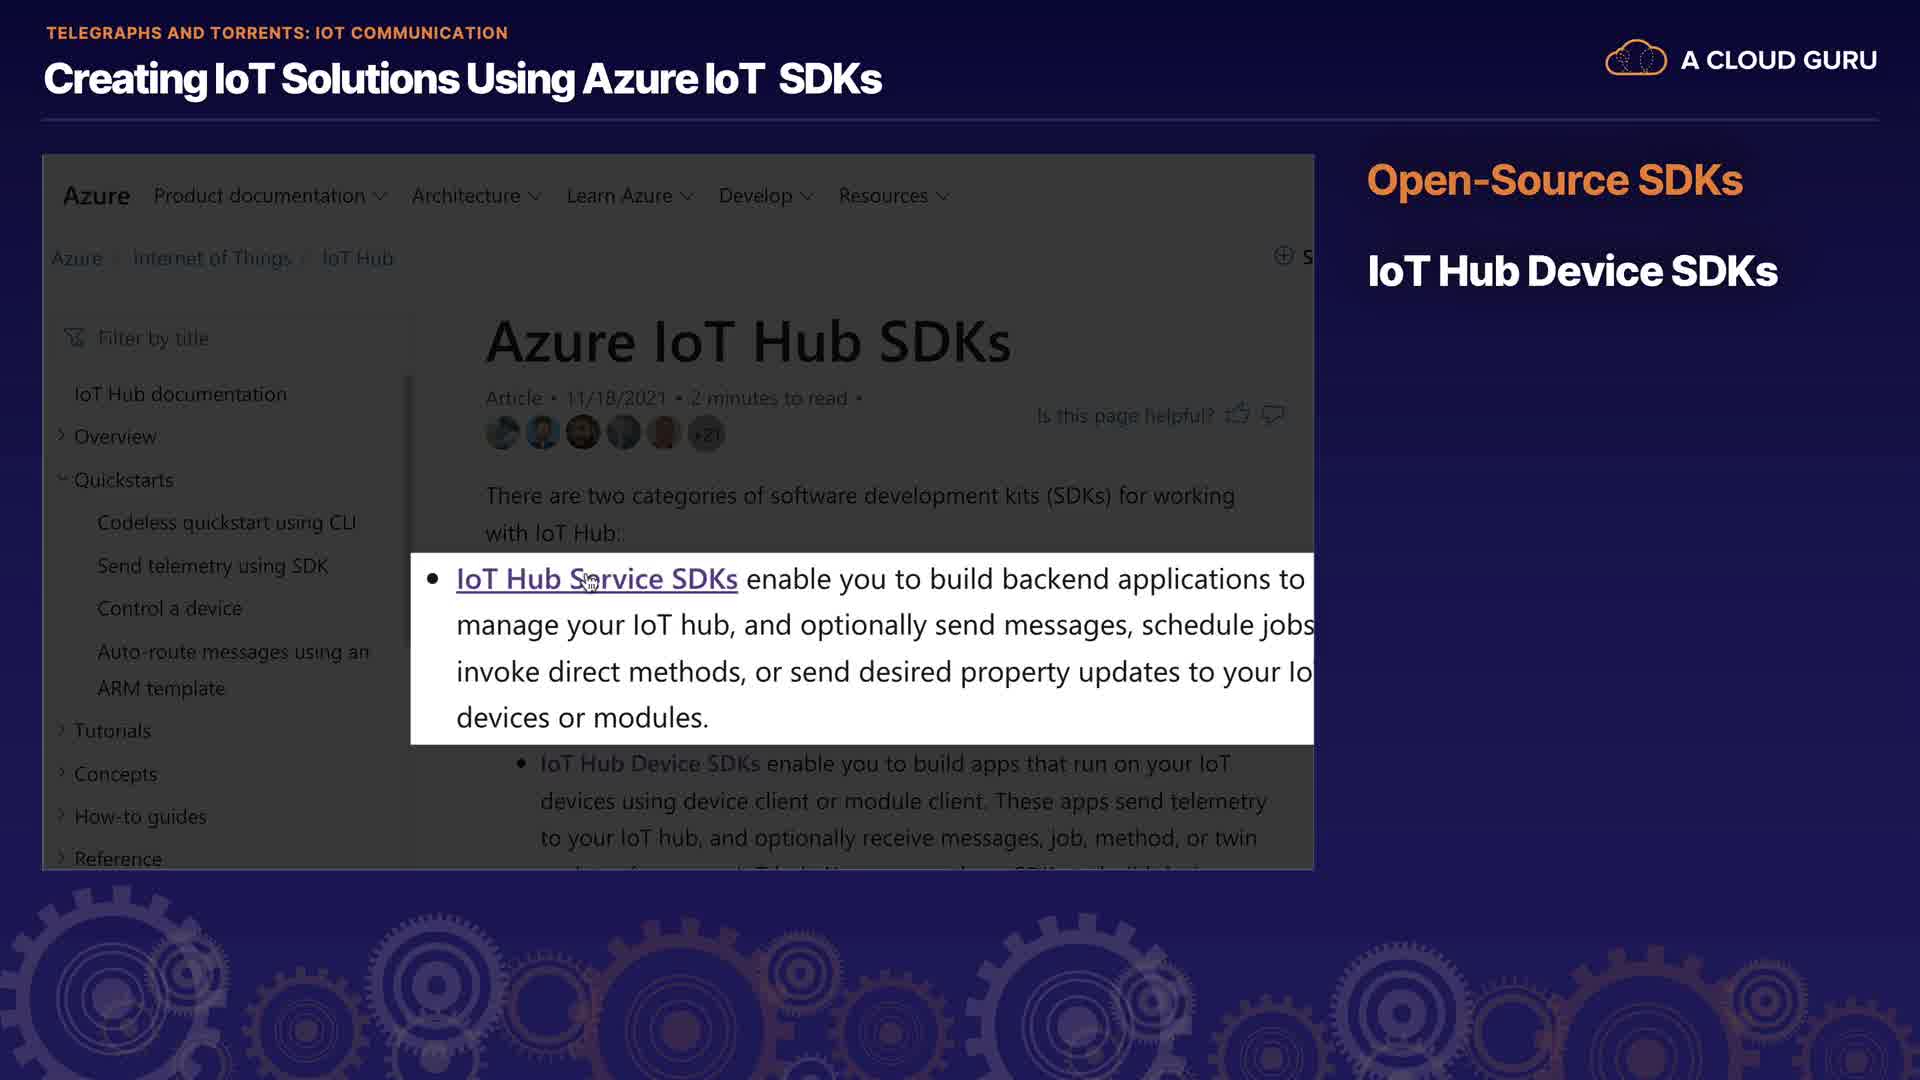 TELEGRAPHS AND TORRENTS: IOT COMMUNICATION
Creating IoT Solutions Using Azure IoT SDKs
A CLOUD GURU
Azure Product documentation Architecture Learn Azure Develop Resources
Azure / Internet of Things / IoT Hub
S
Filter by title
IoT Hub documentation
Overview
Quickstarts
Codeless quickstart using CLI
Send telemetry using SDK
Control a device
Auto-route messages using an
ARM template
Tutorials
Concepts
How-to guides
Reference
Azure IoT Hub SDKs
Article • 11/18/2021 • 2 minutes to read •
+21
Is this page helpful?
There are two categories of software development kits (SDKs) for working
with IoT Hub:
• IoT Hub Service SDKs enable you to build backend applications to
manage your IoT hub, and optionally send messages, schedule jobs
invoke direct methods, or send desired property updates to your Io
devices or modules.
• IoT Hub Device SDKs enable you to build apps that run on your IoT
devices using device client or module client. These apps send telemetry
to your IoT hub, and optionally receive messages, job, method, or twin
Open-Source SDKs
IoT Hub Device SDKs